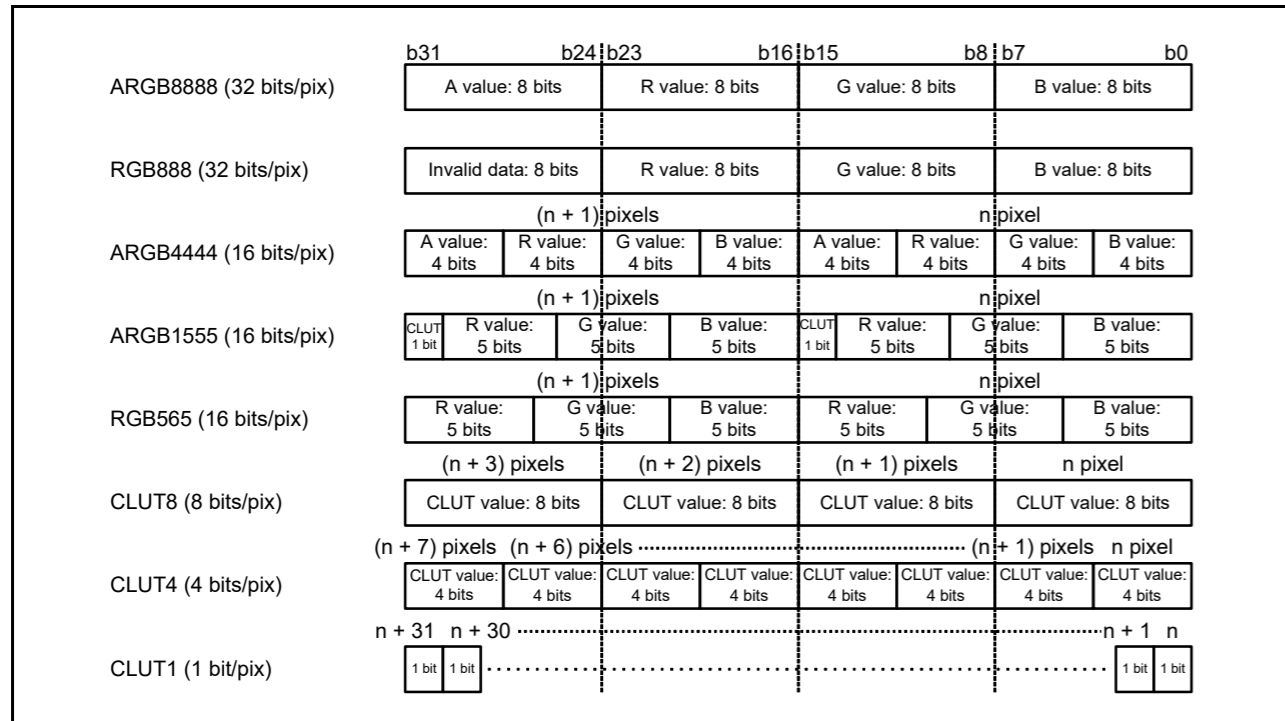 b31 b24 b23 b16 b15 b8 b7 b0
ARGB8888 (32 bits/pix) A value: 8 bits R value: 8 bits G value: 8 bits B value: 8 bits
RGB888 (32 bits/pix) Invalid data: 8 bits R value: 8 bits G value: 8 bits B value: 8 bits
(n + 1) pixels n pixel
ARGB4444 (16 bits/pix) A value: 4 bits R value: 4 bits G value: 4 bits B value: 4 bits A value: 4 bits R value: 4 bits G value: 4 bits B value: 4 bits
(n + 1) pixels n pixel
ARGB1555 (16 bits/pix) CLUT 1 bit R value: 5 bits G value: 5 bits B value: 5 bits CLUT 1 bit R value: 5 bits G value: 5 bits B value: 5 bits
(n + 1) pixels n pixel
RGB565 (16 bits/pix) R value: 5 bits G value: 5 bits B value: 5 bits R value: 5 bits G value: 5 bits B value: 5 bits
(n + 3) pixels (n + 2) pixels (n + 1) pixels n pixel
CLUT8 (8 bits/pix) CLUT value: 8 bits CLUT value: 8 bits CLUT value: 8 bits CLUT value: 8 bits
(n + 7) pixels (n + 6) pixels (n + 1) pixels n pixel
CLUT4 (4 bits/pix) CLUT value: 4 bits CLUT value: 4 bits CLUT value: 4 bits CLUT value: 4 bits CLUT value: 4 bits CLUT value: 4 bits CLUT value: 4 bits CLUT value: 4 bits
n + 31 n + 30 n + 1 n
CLUT1 (1 bit/pix) 1 bit 1 bit 1 bit 1 bit